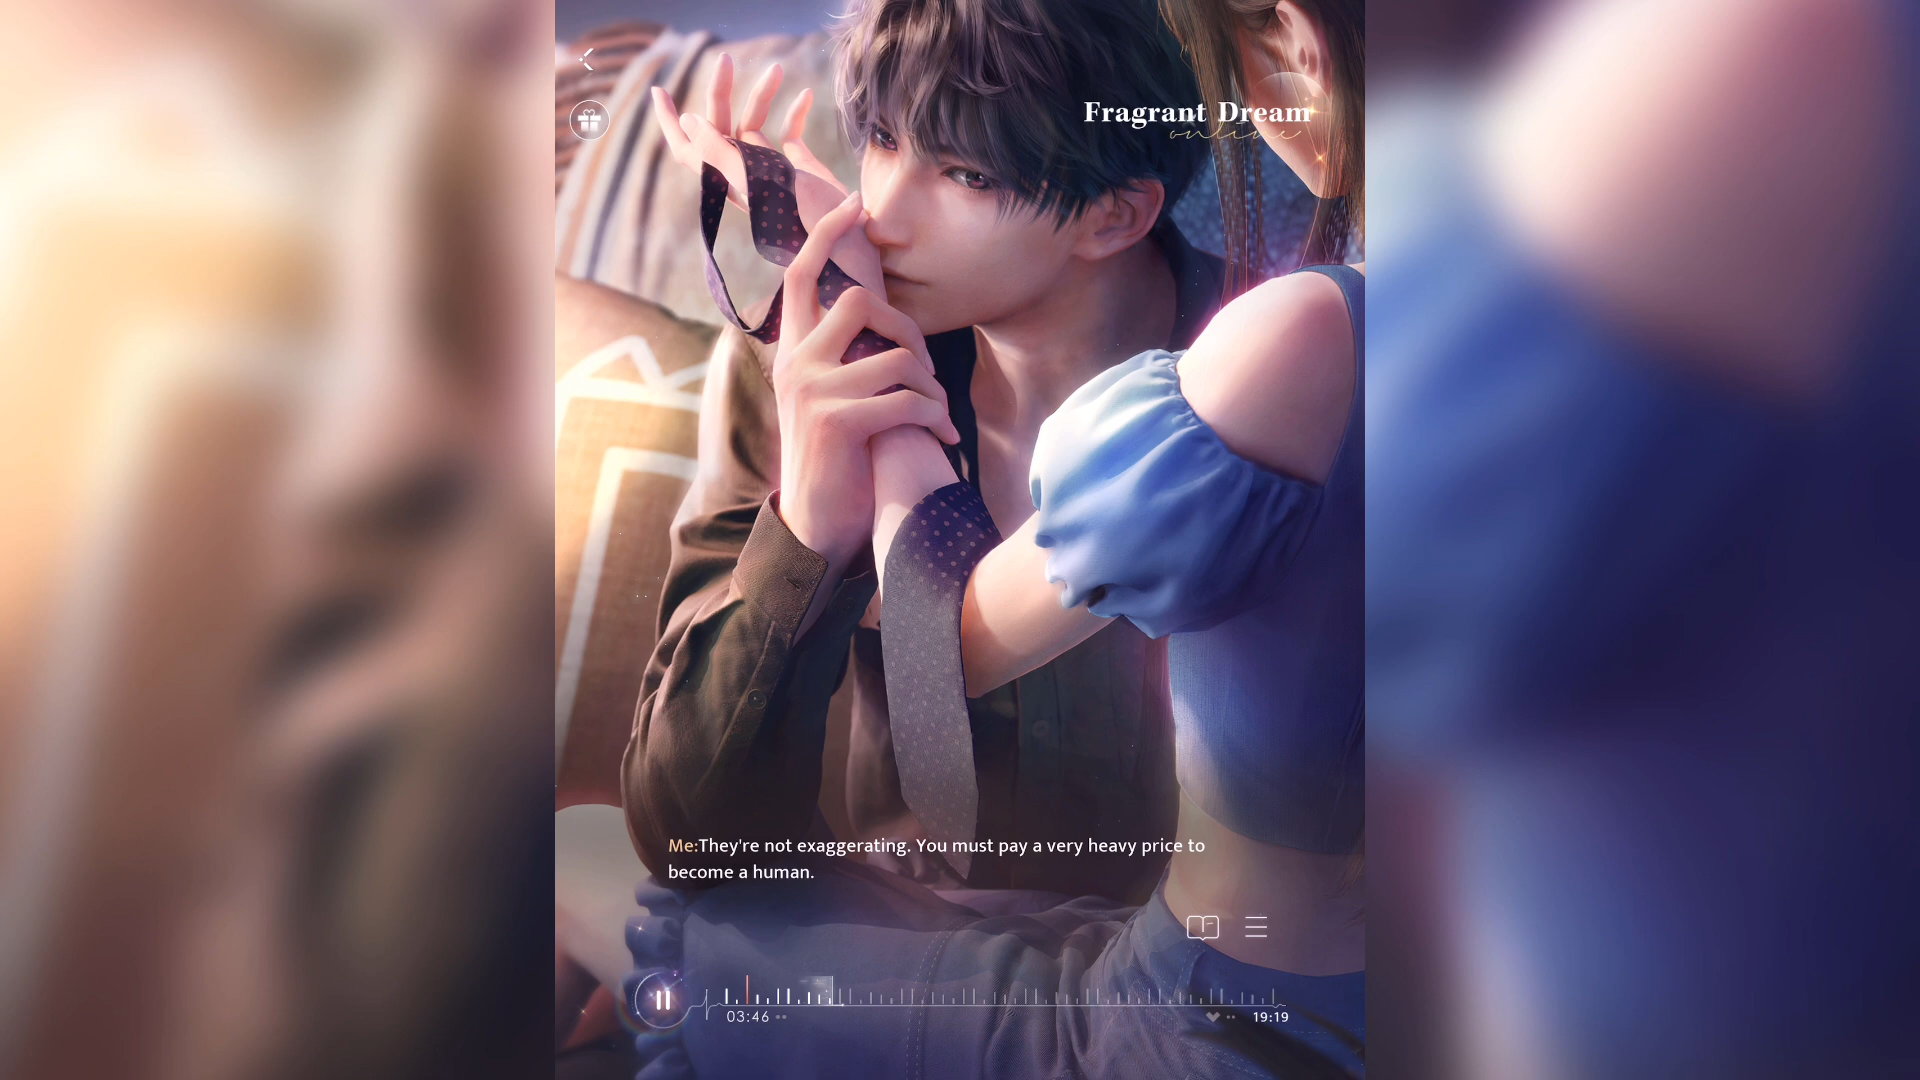 Fragrant Dream
online
Me:They're not exaggerating. You must pay a very heavy price to
become a human.
03:46
19:19